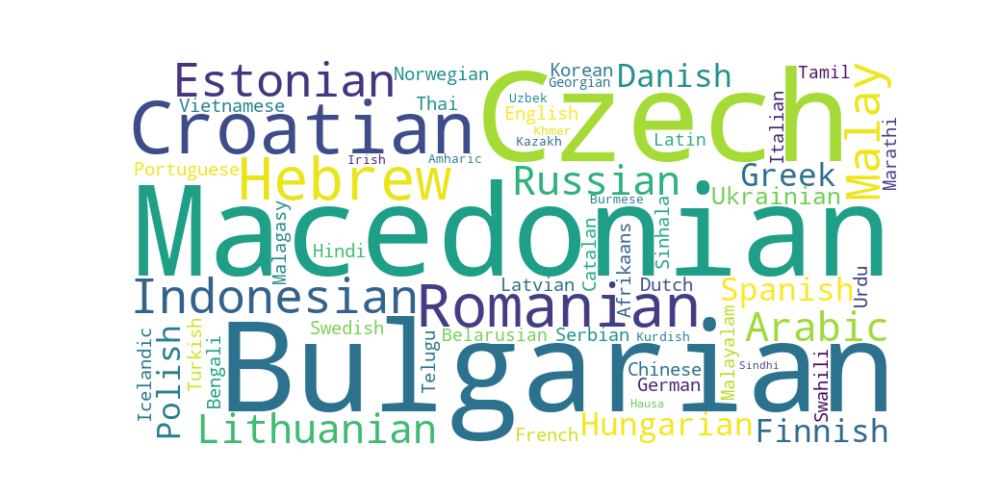 Estonian
Norwegian
Korean
Georgian
Danish
Tamil
Czech
Malay
Vietnamese
Thai
Uzbek
English
Croatian
Khmer
Kazakh
Latin
Italian
Marathi
Portuguese
Irish
Amharic
Hebrew
Russian
Greek
Ukrainian
Burmese
Macedonian
Malagasy
Hindi
Catalan
Afrikaans
Sinhala
Indonesian
Romanian
Latvian
Dutch
Spanish
Urdu
Icelandic
Polish
Turkish
Bengali
Bulgarian
Swedish
Telugu
Belarusian
Serbian
Kurdish
Arabic
Chinese
German
Malayalam
Sindhi
Swahili
Hausa
Lithuanian
French
Hungarian
Finnish